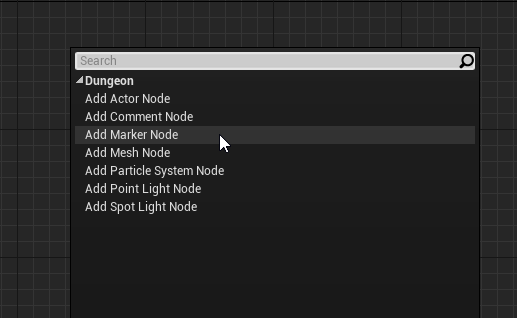 Search
Dungeon
Add Actor Node
Add Comment Node
Add Marker Node
Add Mesh Node
Add Particle System Node
Add Point Light Node
Add Spot Light Node